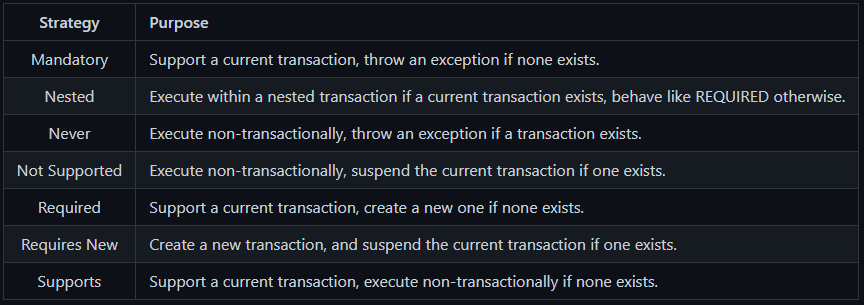 Strategy Purpose
Mandatory Support a current transaction, throw an exception if none exists.
Nested Execute within a nested transaction if a current transaction exists, behave like REQUIRED otherwise.
Never Execute non-transactionally, throw an exception if a transaction exists.
Not Supported Execute non-transactionally, suspend the current transaction if one exists.
Required Support a current transaction, create a new one if none exists.
Requires New Create a new transaction, and suspend the current transaction if one exists.
Supports Support a current transaction, execute non-transactionally if none exists.